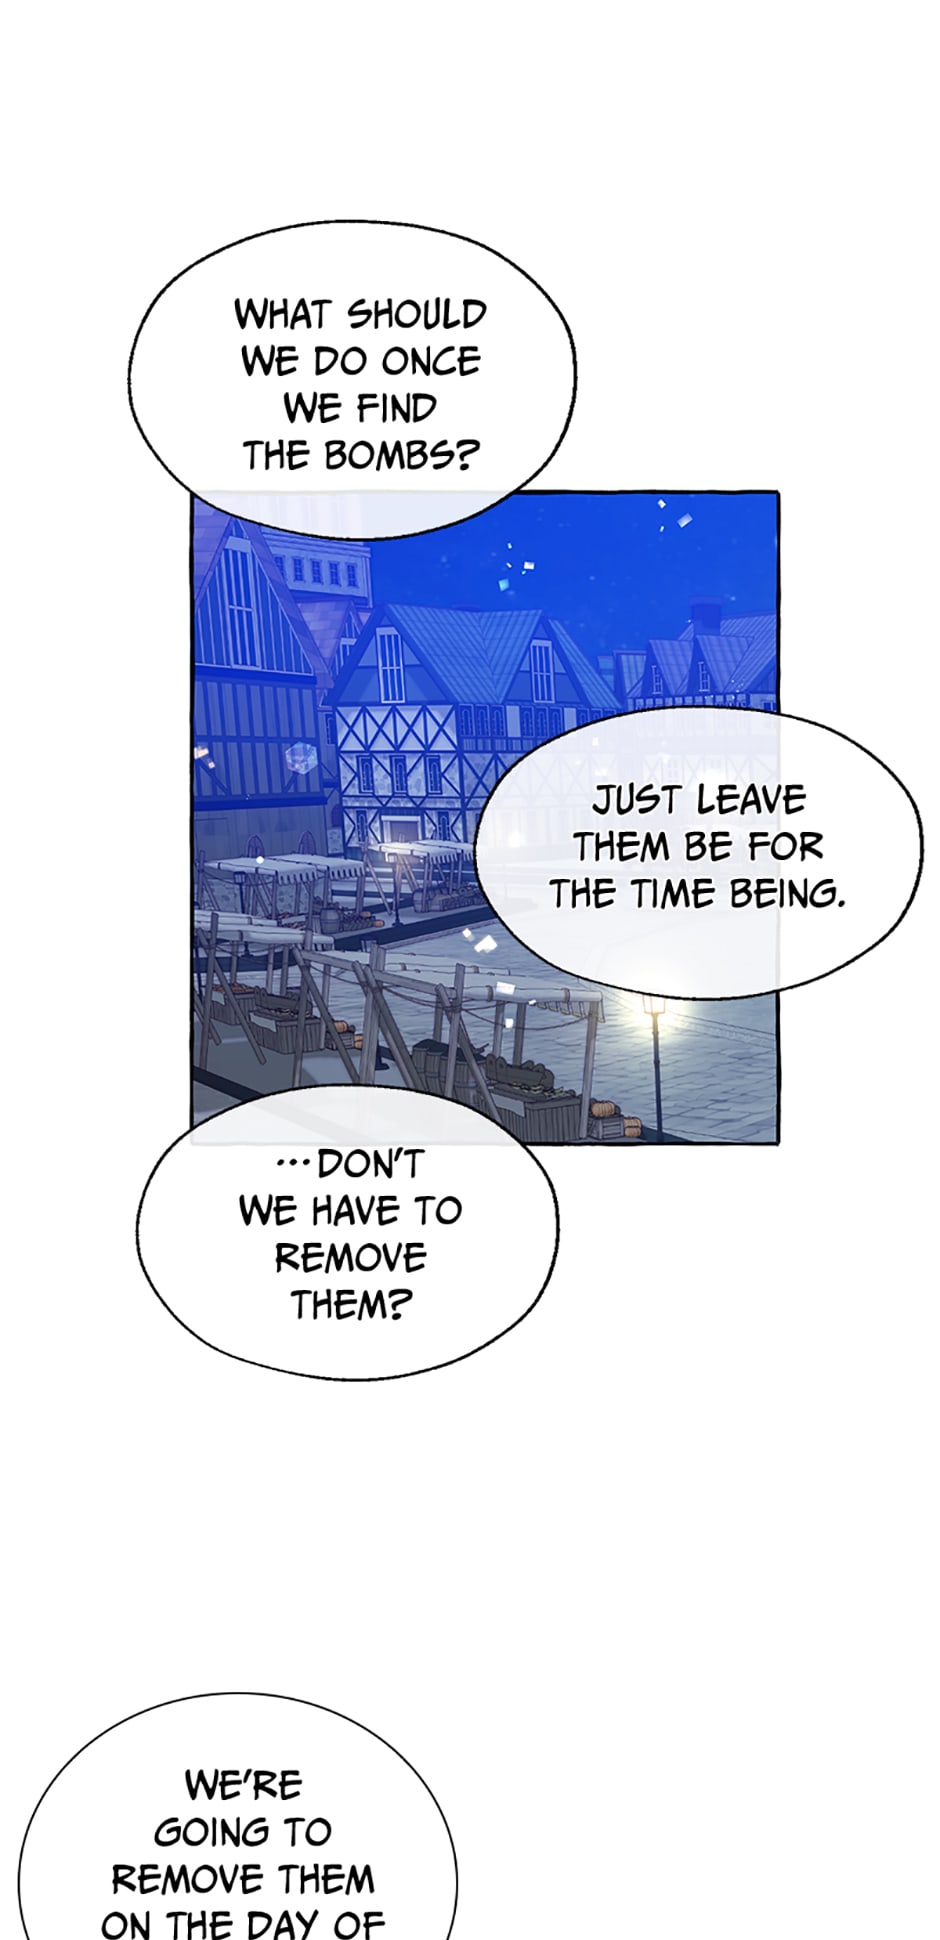 WHAT SHOULD
WE DO ONCE
WE FIND
THE BOMBS?
JUST LEAVE
THEM BE FOR
THE TIME BEING.
...DON'T
WE HAVE TO
REMOVE
THEM?
WE'RE
GOING TO
REMOVE THEM
ON THE DAY OF